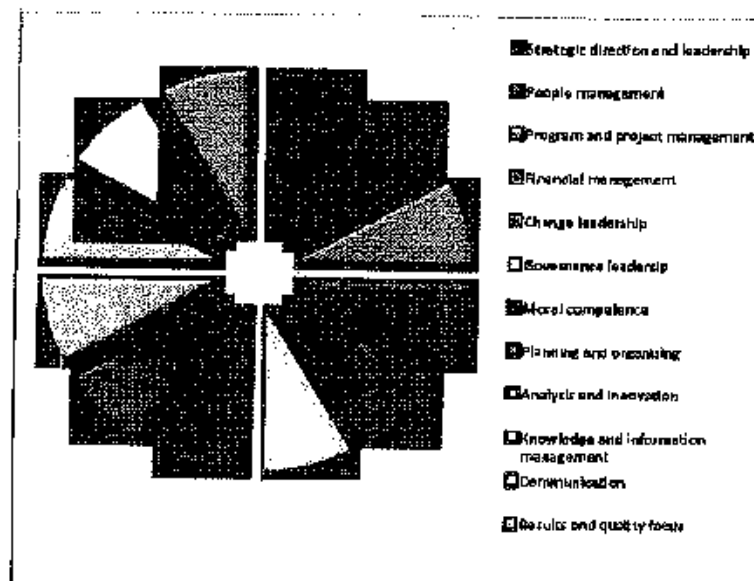 Strategic direction and leadership
People management
Program and project management
Financial management
Change leadership
Governance leadership
Moral competence
Planning and organising
Analysis and innovation
Knowledge and information
management
Communication
Results and quality focus